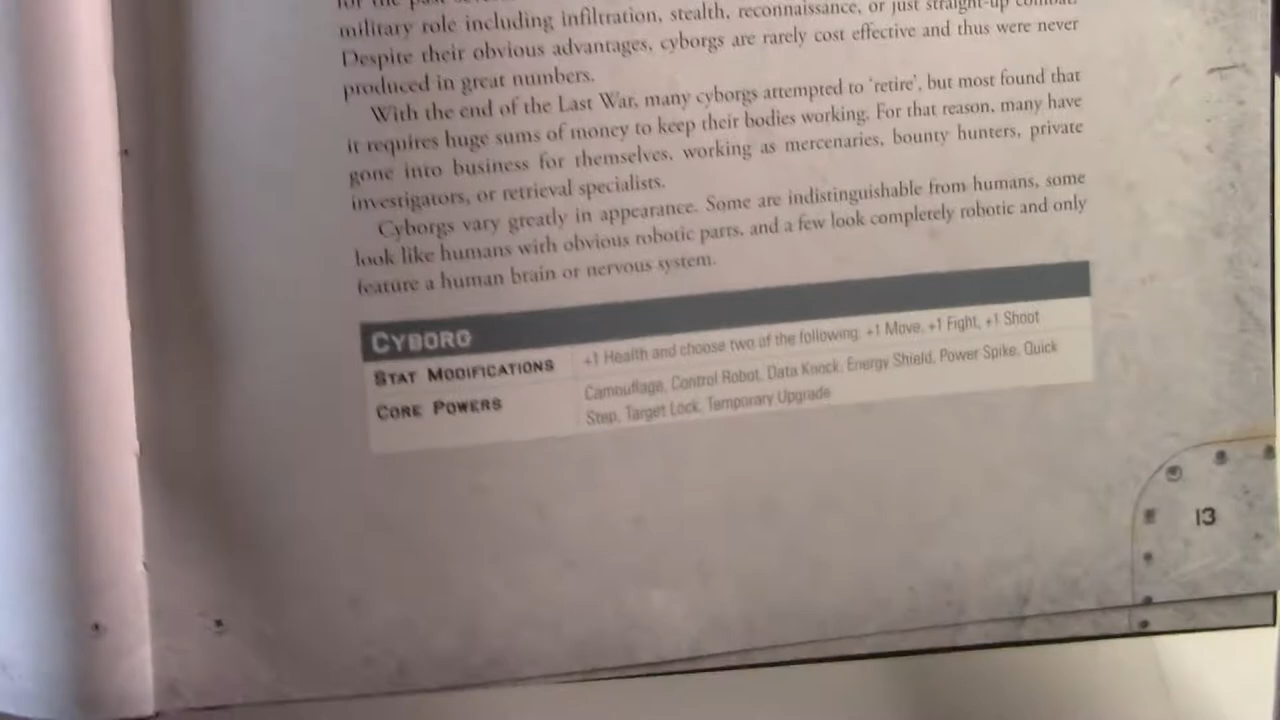 for the past
military role including infiltration, stealth, reconnaissance, or just straight-up combat.
Despite their obvious advantages, cyborgs are rarely cost effective and thus were never
produced in great numbers.
With the end of the Last War, many cyborgs attempted to 'retire', but most found that
it requires huge sums of money to keep their bodies working. For that reason, many have
gone into business for themselves, working as mercenaries, bounty hunters, private
investigators, or retrieval specialists.
Cyborgs vary greatly in appearance. Some are indistinguishable from humans, some
look like humans with obvious robotic parts, and a few look completely robotic and only
feature a human brain or nervous system.
CYBORG
STAT MODIFICATIONS +1 Health and choose two of the following: +1 Move, +1 Fight, +1 Shoot
CORE POWERS Camouflage, Control Robot, Data Knock, Energy Shield, Power Spike, Quick
Step, Target Lock, Temporary Upgrade
13